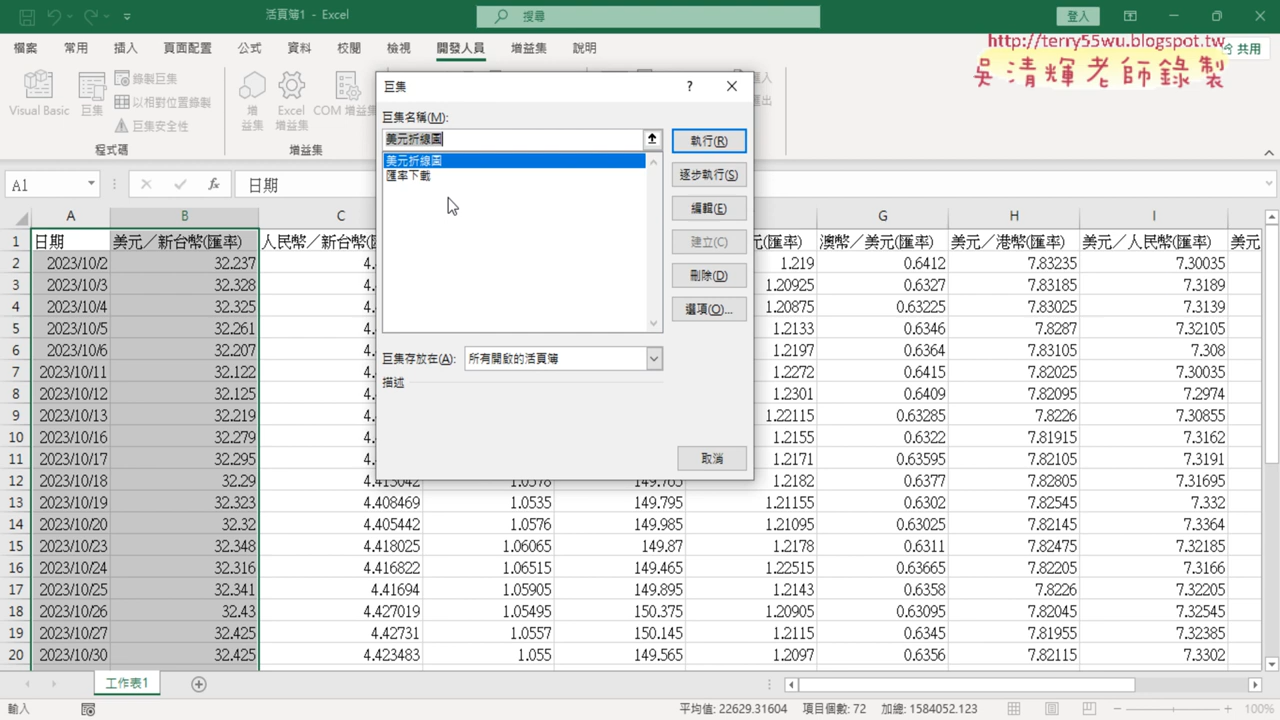 活頁簿1 - Excel
搜尋
登入
檔案 常用 插入 頁面配置 公式 資料 校閱 檢視 開發人員 增益集 說明
共用
http://terry55wu.blogspot.tw
吳清輝老師錄製
Visual Basic
巨集
錄製巨集
以相對位置錄製
巨集安全性
程式碼
增益集
Excel 增益集
COM 增益集
增益集
巨集
?
巨集名稱(M):
美元折線圖
美元折線圖
匯率下載
執行(R)
逐步執行(S)
編輯(E)
建立(C)
刪除(D)
選項(O)...
巨集存放在(A): 所有開啟的活頁簿
描述
取消
A1
fx
日期
A B C G H I
1 日期 美元／新台幣(匯率) 人民幣／新台幣(匯 元(匯率) 澳幣／美元(匯率) 美元／港幣(匯率) 美元／人民幣(匯率) 美元
2 2023/10/2 32.237 4. 1.219 0.6412 7.83235 7.30035
3 2023/10/3 32.328 4. 1.20925 0.6327 7.83185 7.3189
4 2023/10/4 32.325 4. 1.20875 0.63225 7.83025 7.3139
5 2023/10/5 32.261 4. 1.2133 0.6346 7.8287 7.32105
6 2023/10/6 32.207 4. 1.2197 0.6364 7.83105 7.308
7 2023/10/11 32.122 4. 1.2272 0.6415 7.82025 7.30035
8 2023/10/12 32.125 4. 1.2301 0.6409 7.82095 7.2974
9 2023/10/13 32.219 4. 1.22115 0.63285 7.8226 7.30855
10 2023/10/16 32.279 4. 1.2155 0.6322 7.81915 7.3162
11 2023/10/17 32.295 4. 1.2171 0.63595 7.82105 7.3191
12 2023/10/18 32.29 4.413042 1.0578 149.765 1.2182 0.6377 7.82805 7.31695
13 2023/10/19 32.323 4.408469 1.0535 149.795 1.21155 0.6302 7.82545 7.332
14 2023/10/20 32.32 4.405442 1.0576 149.985 1.21095 0.63025 7.82145 7.3364
15 2023/10/23 32.348 4.418025 1.06065 149.87 1.2178 0.6311 7.82475 7.32185
16 2023/10/24 32.316 4.416822 1.06515 149.465 1.22515 0.63665 7.82205 7.3166
17 2023/10/25 32.341 4.41694 1.05905 149.895 1.2143 0.6358 7.8226 7.32205
18 2023/10/26 32.43 4.427019 1.05495 150.375 1.20905 0.63095 7.82045 7.32545
19 2023/10/27 32.425 4.42731 1.0557 150.145 1.2115 0.6345 7.81955 7.32385
20 2023/10/30 32.425 4.423483 1.055 149.565 1.2097 0.6356 7.82115 7.3302
工作表1
輸入
平均值: 22629.31604 項目個數: 72 加總: 1584052.123
100%